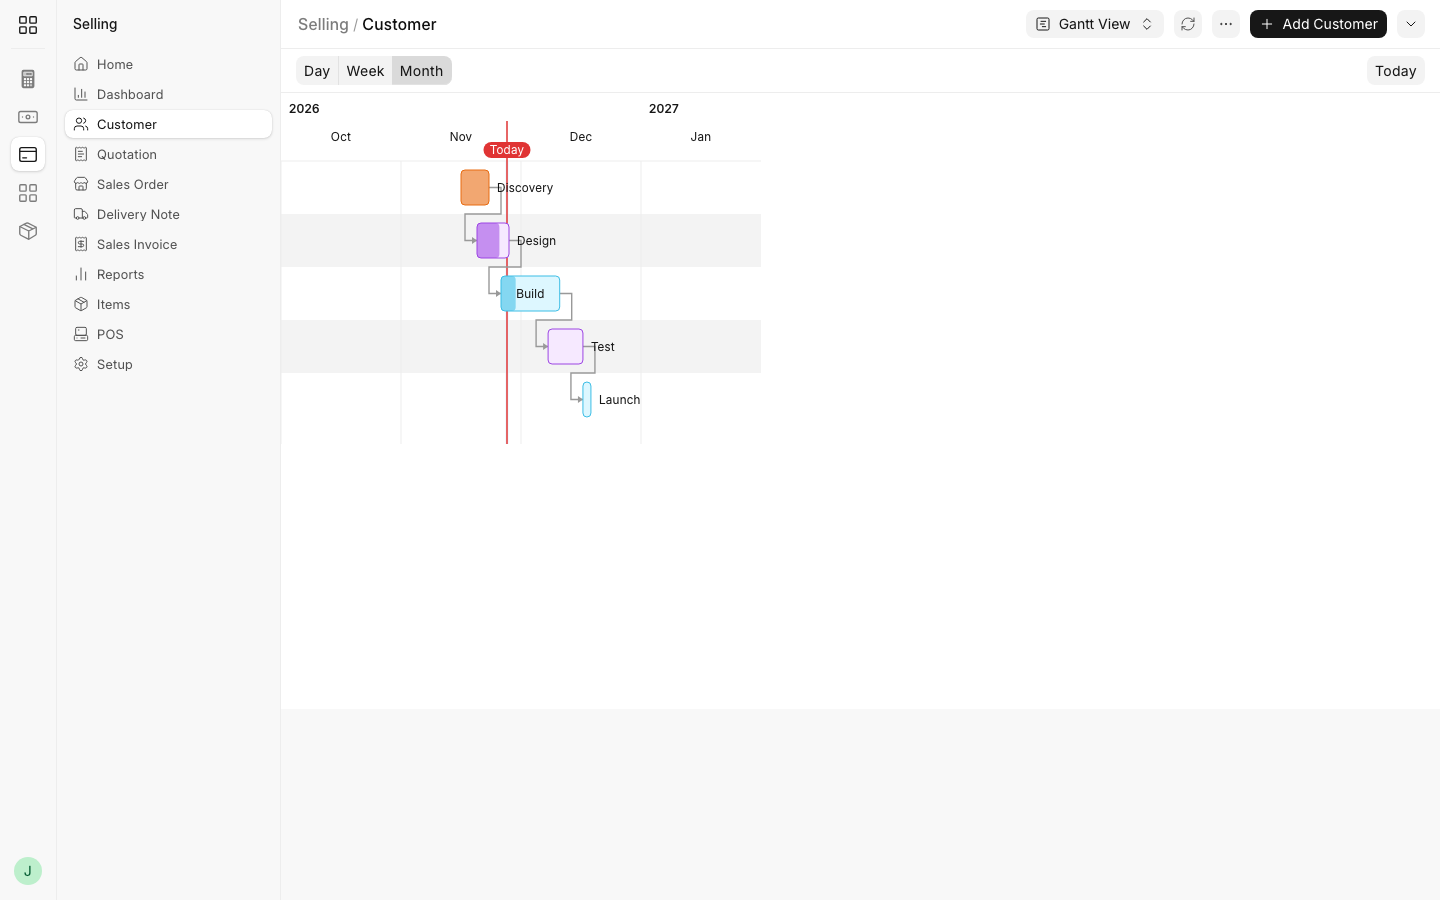 Selling
Home
Dashboard
Customer
Quotation
Sales Order
Delivery Note
Sales Invoice
Reports
Items
POS
Setup
J
Selling / Customer
Gantt View
Add Customer
Day Week Month
Today
2026 2027
Oct Nov Dec Jan
Today
Discovery
Design
Build
Test
Launch